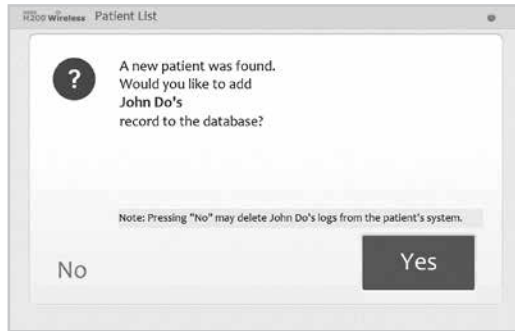 H200 Wireless Patient List
A new patient was found.
Would you like to add
John Do's
record to the database?
Note: Pressing "No" may delete John Do's logs from the patient's system.
No
Yes